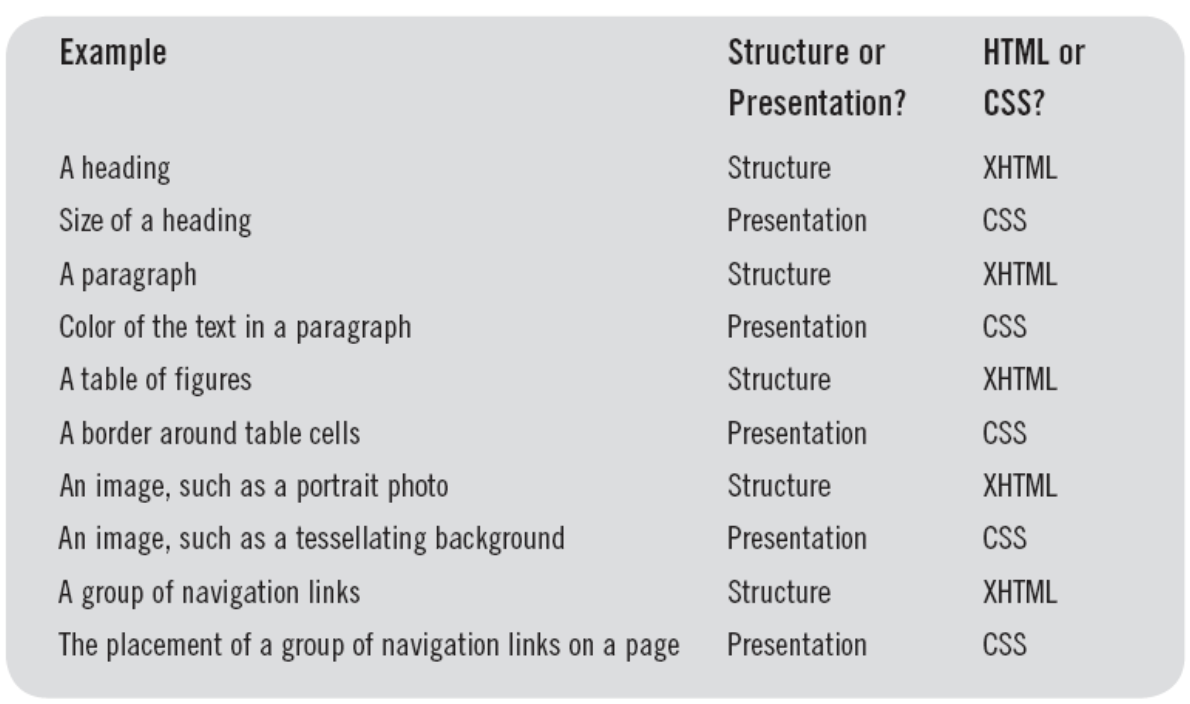 Example Structure or HTML or
Presentation? CSS?
A heading Structure XHTML
Size of a heading Presentation CSS
A paragraph Structure XHTML
Color of the text in a paragraph Presentation CSS
A table of figures Structure XHTML
A border around table cells Presentation CSS
An image, such as a portrait photo Structure XHTML
An image, such as a tessellating background Presentation CSS
A group of navigation links Structure XHTML
The placement of a group of navigation links on a page Presentation CSS